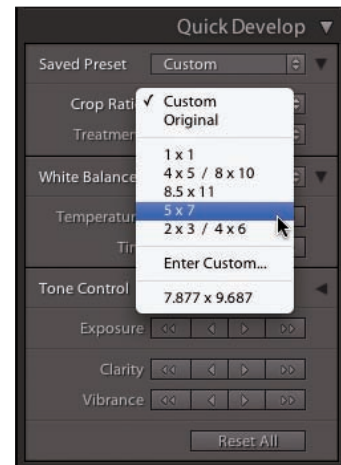 Quick Develop
Saved Preset Custom
Crop Rati ✓ Custom
Original
Treatmen
1 x 1
4 x 5 / 8 x 10
White Balance
8.5 x 11
5 x 7
Temperatur
2 x 3 / 4 x 6
Tin
Enter Custom...
Tone Control
7.877 x 9.687
Exposure
Clarity
Vibrance
Reset All